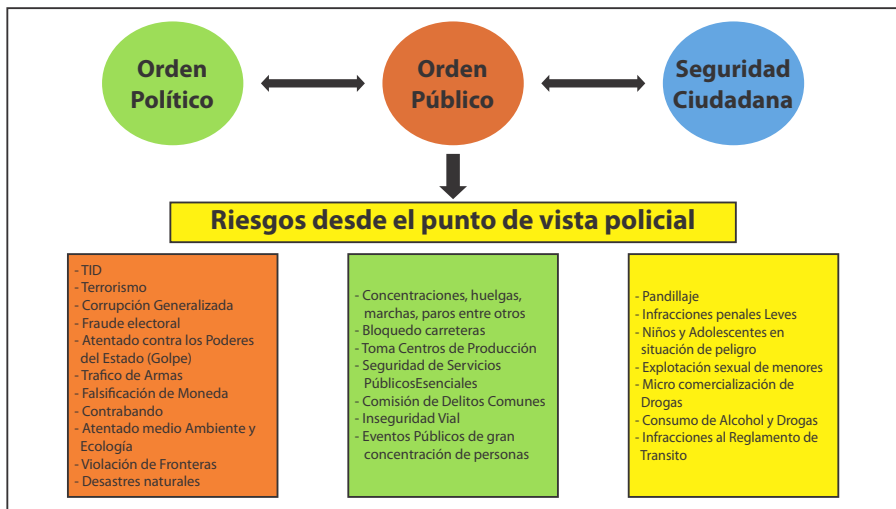 Orden
Político
Orden
Público
Seguridad
Ciudadana
Riesgos desde el punto de vista policial
- TID
- Terrorismo
- Corrupción Generalizada
- Fraude electoral
- Atentado contra los Poderes
del Estado (Golpe)
- Trafico de Armas
- Falsificación de Moneda
- Contrabando
- Atentado medio Ambiente y
Ecología
- Violación de Fronteras
- Desastres naturales
- Concentraciones, huelgas,
marchas, paros entre otros
- Bloquedo carreteras
- Toma Centros de Producción
- Seguridad de Servicios
PúblicosEsenciales
- Comisión de Delitos Comunes
- Inseguridad Vial
- Eventos Públicos de gran
concentración de personas
- Pandillaje
- Infracciones penales Leves
- Niños y Adolescentes en
situación de peligro
- Explotación sexual de menores
- Micro comercialización de
Drogas
- Consumo de Alcohol y Drogas
- Infracciones al Reglamento de
Transito